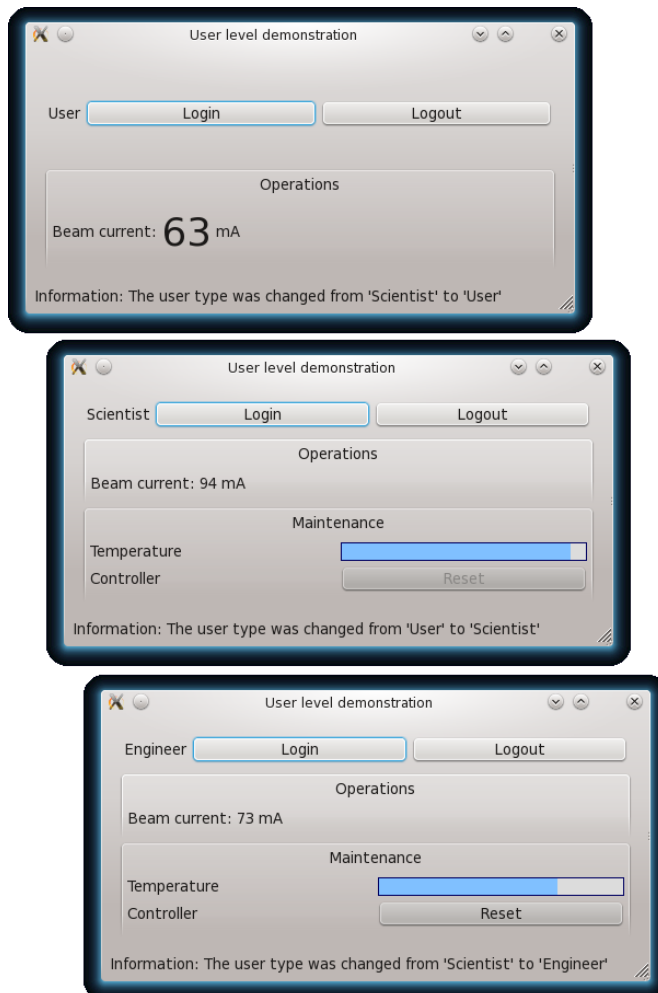 User level demonstration
User Login Logout
Operations
Beam current: 63 mA
Information: The user type was changed from 'Scientist' to 'User'
User level demonstration
Scientist Login Logout
Operations
Beam current: 94 mA
Maintenance
Temperature
Controller Reset
Information: The user type was changed from 'User' to 'Scientist'
User level demonstration
Engineer Login Logout
Operations
Beam current: 73 mA
Maintenance
Temperature
Controller Reset
Information: The user type was changed from 'Scientist' to 'Engineer'